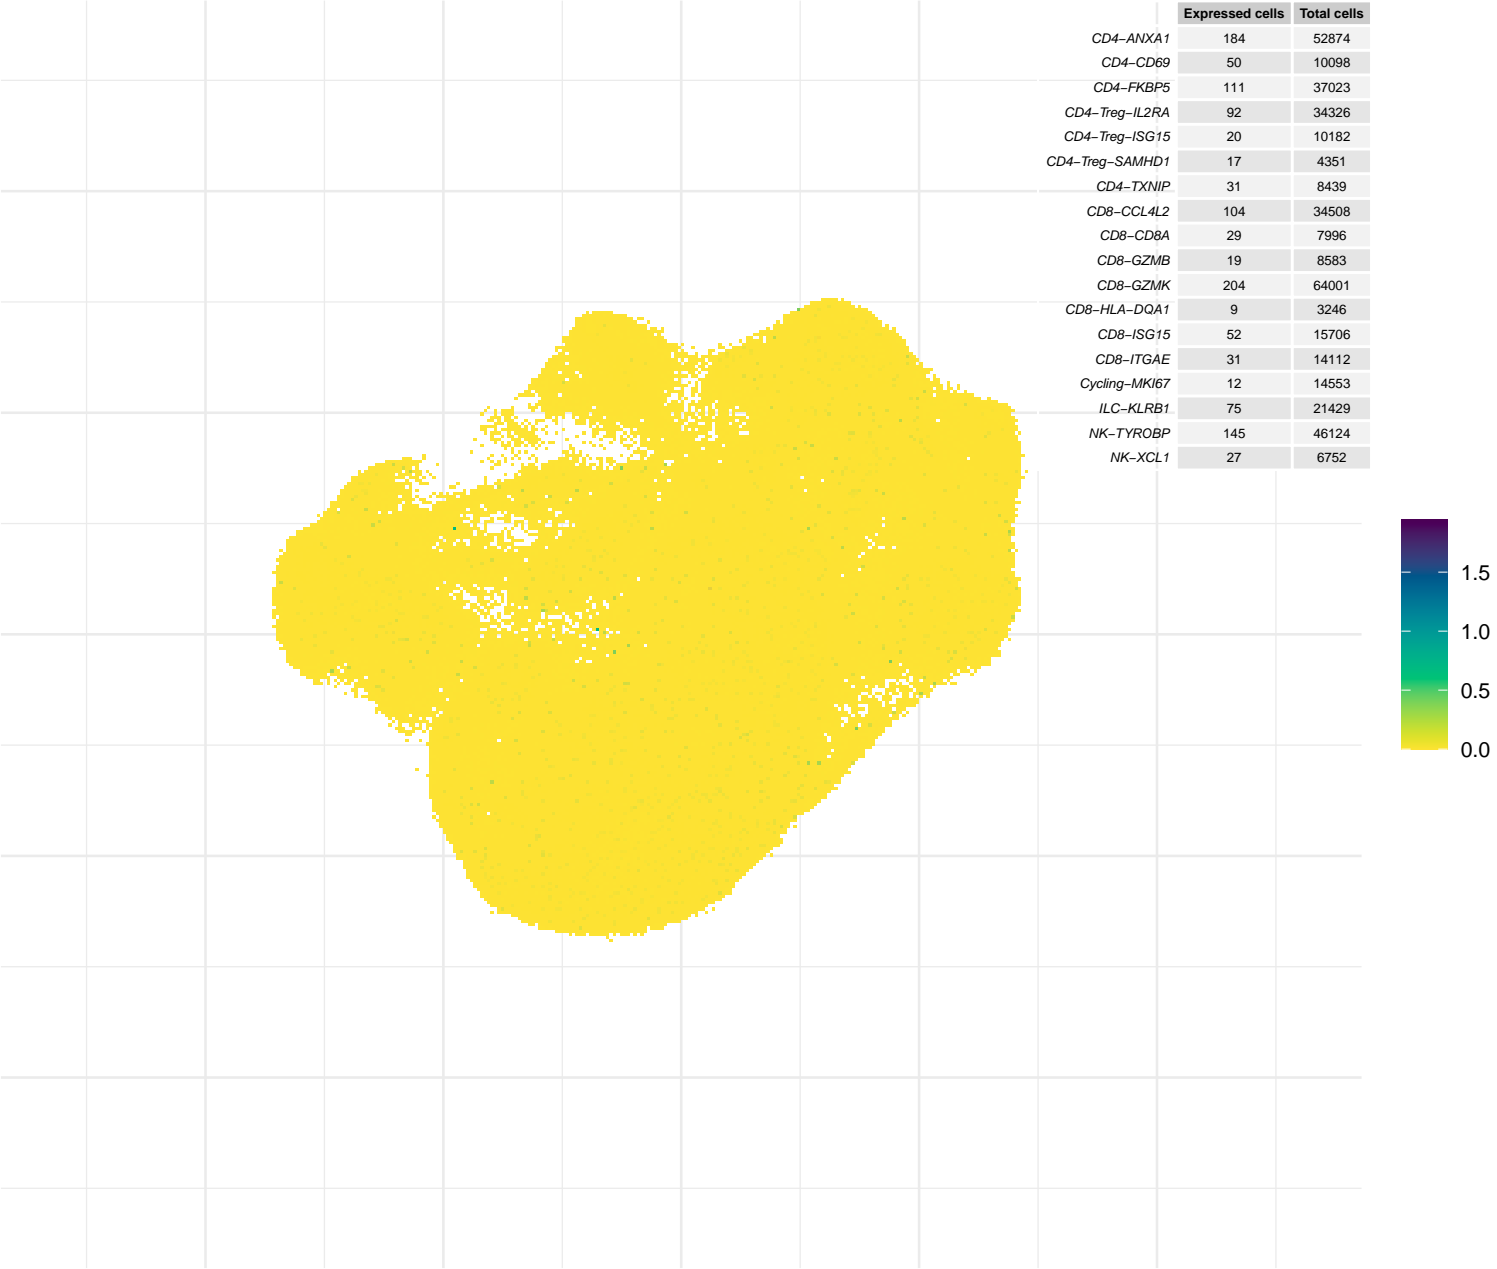 Expressed cells Total cells
CD4−ANXA1 184 52874
CD4−CD69 50 10098
CD4−FKBP5 111 37023
CD4−Treg−IL2RA 92 34326
CD4−Treg−ISG15 20 10182
CD4−Treg−SAMHD1 17 4351
CD4−TXNIP 31 8439
CD8−CCL4L2 104 34508
CD8−CD8A 29 7996
CD8−GZMB 19 8583
CD8−GZMK 204 64001
CD8−HLA−DQA1 9 3246
CD8−ISG15 52 15706
CD8−ITGAE 31 14112
Cycling−MKI67 12 14553
ILC−KLRB1 75 21429
NK−TYROBP 145 46124
NK−XCL1 27 6752
1.5
1.0
0.5
0.0